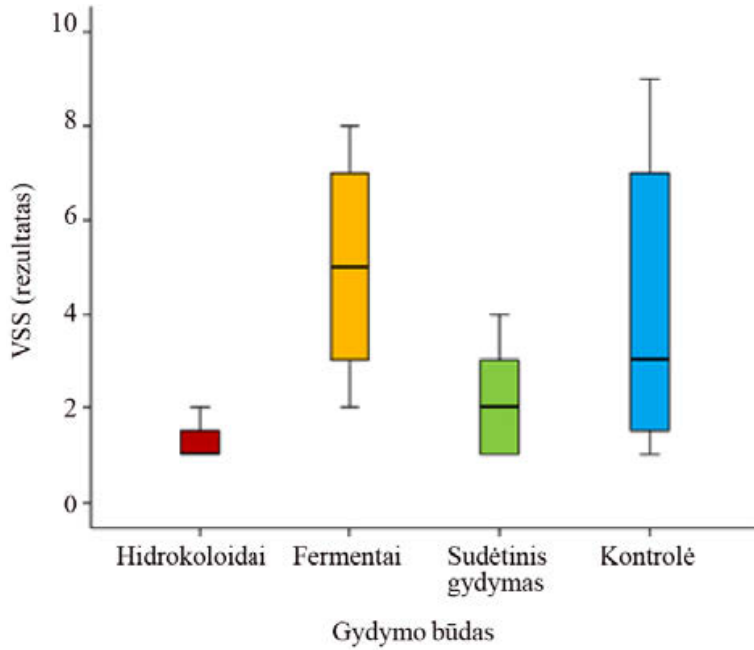 10
8
6
4
2
0
VSS (rezultatas)
Hidrokoloidai
Fermentai
Sudėtinis
gydymas
Kontrolė
Gydymo būdas